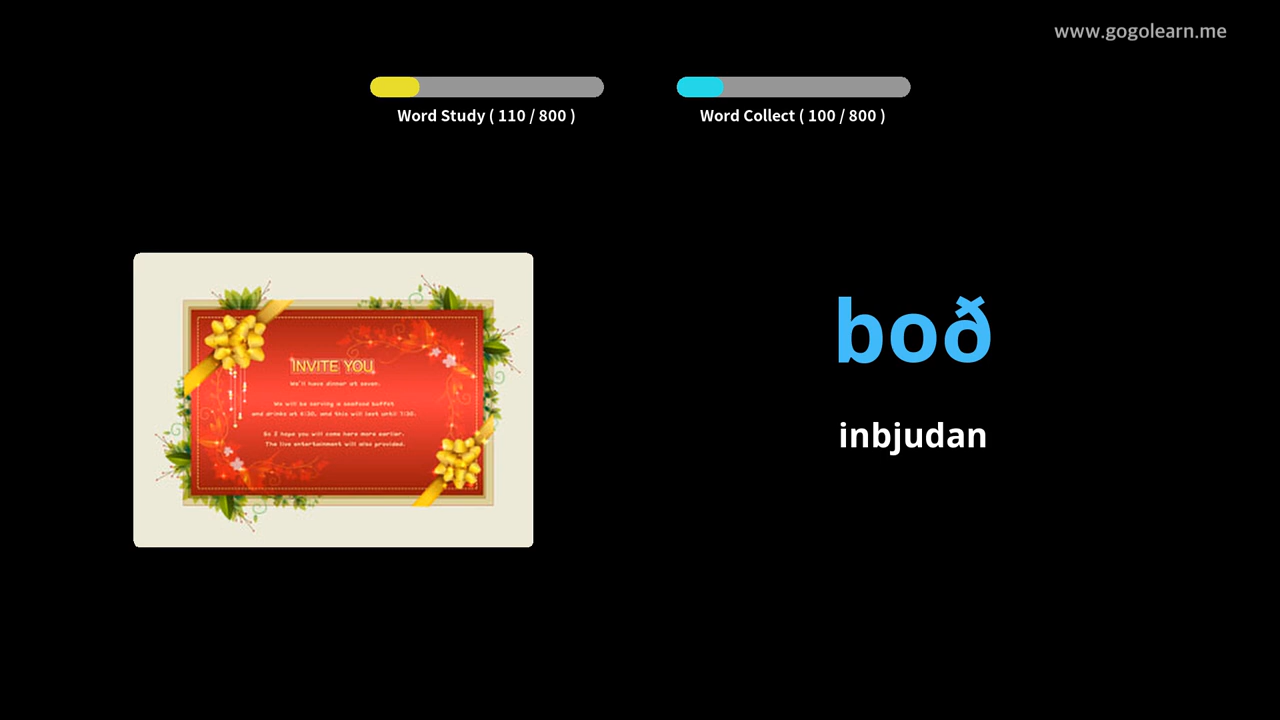 www.gogolearn.me
Word Study ( 110 / 800 )
Word Collect ( 100 / 800 )
INVITE YOU
We'll have dinner at seven.
We will be serving a seafood buffet
and drinks at 6:30, and this will last until 7:30.
So I hope you will come here more earlier.
The live entertainment will also provided.
boð
inbjudan